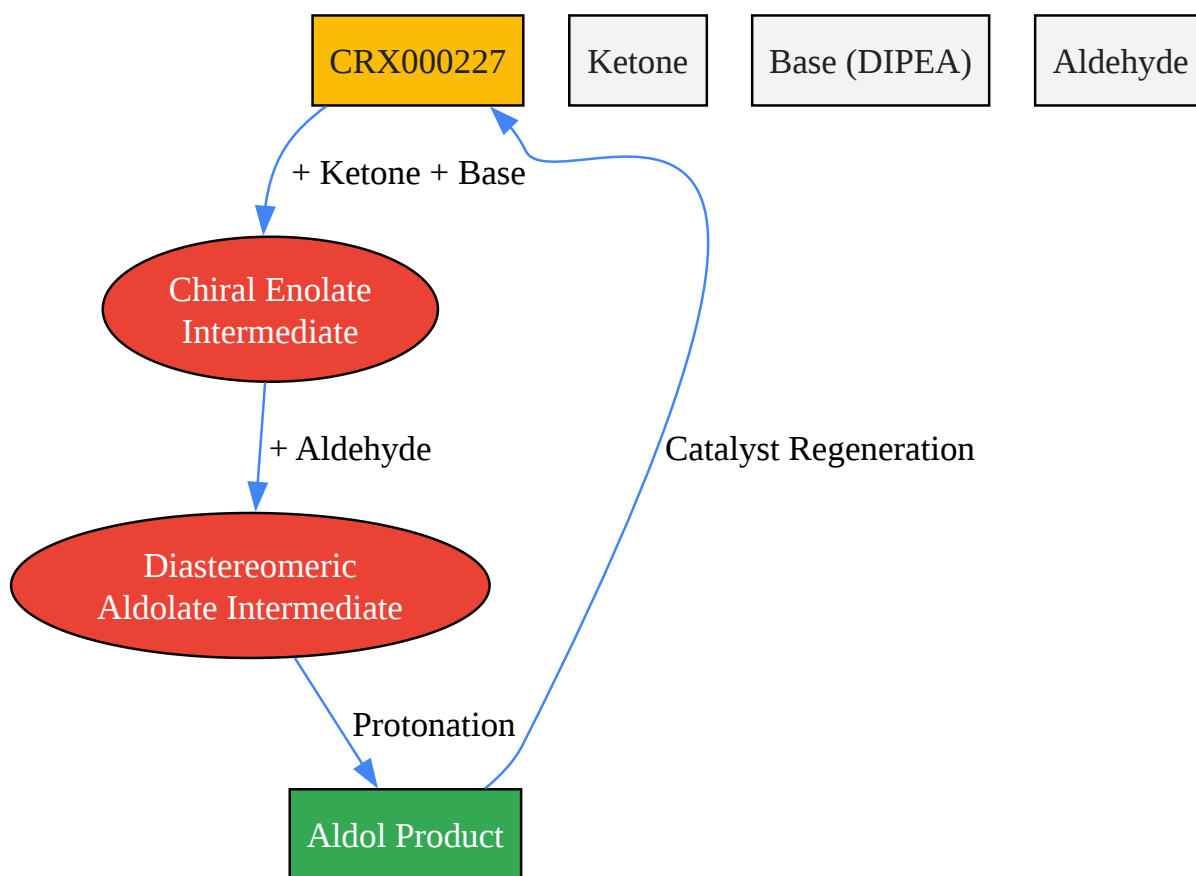 CRX000227
Ketone
Base (DIPEA)
Aldehyde
+ Ketone + Base
Chiral Enolate
Intermediate
+ Aldehyde
Catalyst Regeneration
Diastereomeric
Aldolate Intermediate
Protonation
Aldol Product